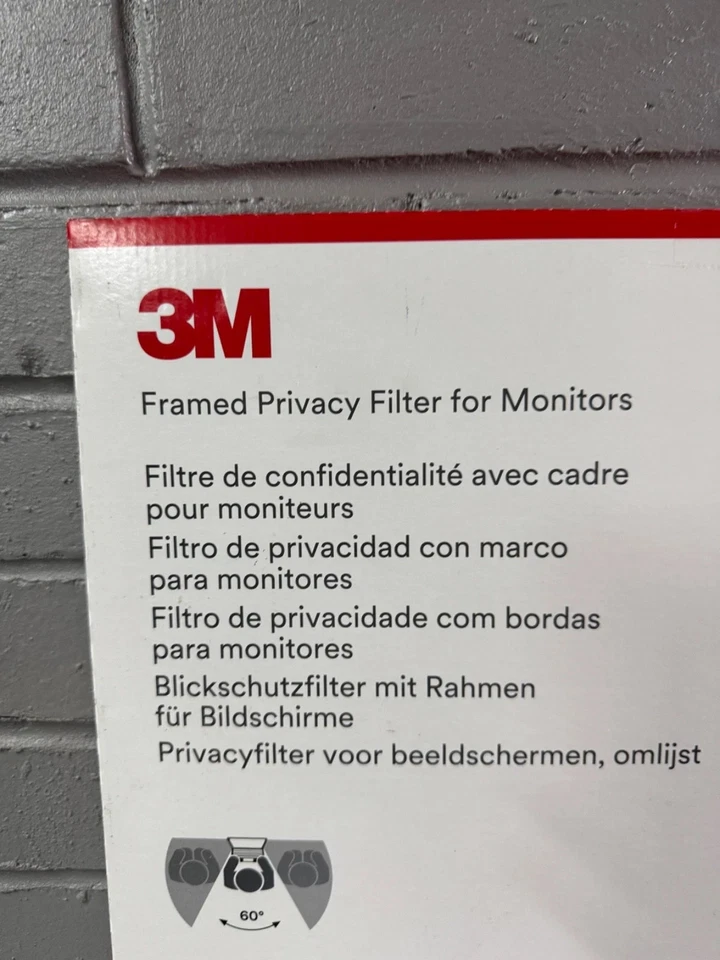 3M
Framed Privacy Filter for Monitors
Filtre de confidentialité avec cadre
pour moniteurs
Filtro de privacidad con marco
para monitores
Filtro de privacidade com bordas
para monitores
Blickschutzfilter mit Rahmen
für Bildschirme
Privacyfilter voor beeldschermen, omlijst
60°